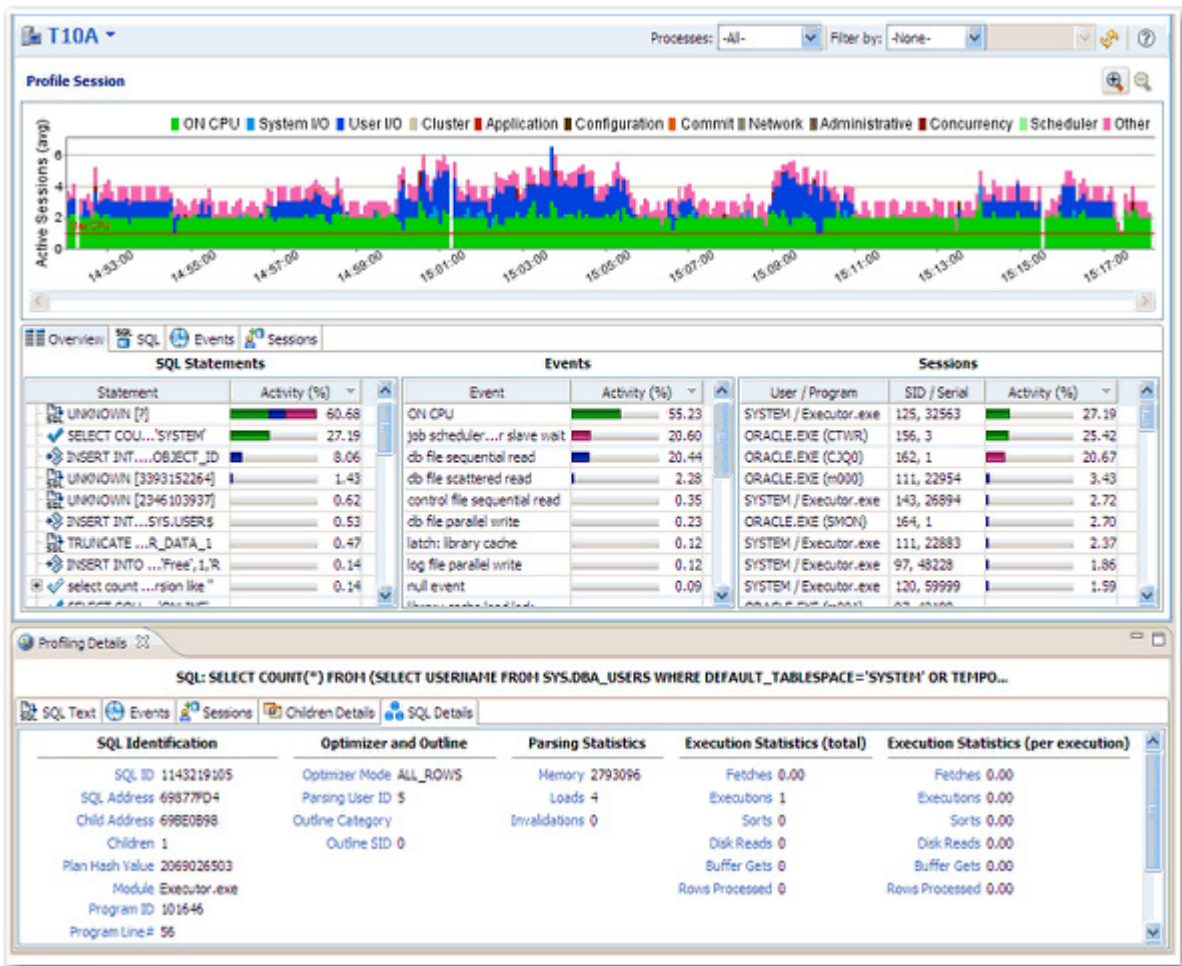 T10A
Processes: -All- Filter by: -None-
Profile Session
ON CPU System I/O User I/O Cluster Application Configuration Commit Network Administrative Concurrency Scheduler Other
Active Sessions (avg)
6
4
2
0
Max CPU
14:53:00 14:55:00 14:57:00 14:59:00 15:01:00 15:03:00 15:05:00 15:07:00 15:09:00 15:11:00 15:13:00 15:15:00 15:17:00
Overview SQL Events Sessions
SQL Statements Events Sessions
Statement Activity (%) Event Activity (%) User / Program SID / Serial Activity (%)
UNKNOWN [?] 60.68 ON CPU 55.23 SYSTEM / Executor.exe 125, 32563 27.19
SELECT COU...'SYSTEM' 27.19 job scheduler...r slave wait 20.60 ORACLE.EXE (CTWR) 156, 3 25.42
INSERT INT....OBJECT_ID 8.06 db file sequential read 20.44 ORACLE.EXE (CJQ0) 162, 1 20.67
UNKNOWN [3393152264] 1.43 db file scattered read 2.28 ORACLE.EXE (m000) 111, 22954 3.43
UNKNOWN [2346103937] 0.62 control file sequential read 0.35 SYSTEM / Executor.exe 143, 26894 2.72
INSERT INT...SYS.USER$ 0.53 db file parallel write 0.23 ORACLE.EXE (SMON) 164, 1 2.70
TRUNCATE ...R_DATA_1 0.47 latch: library cache 0.12 SYSTEM / Executor.exe 111, 22883 2.37
INSERT INTO ...'Free',1,'R 0.14 log file parallel write 0.12 SYSTEM / Executor.exe 97, 48228 1.86
select count ...rsion like '' 0.14 null event 0.09 SYSTEM / Executor.exe 120, 59999 1.59
Profiling Details
SQL: SELECT COUNT(*) FROM (SELECT USERNAME FROM SYS.DBA_USERS WHERE DEFAULT_TABLESPACE='SYSTEM' OR TEMPO...
SQL Text Events Sessions Children Details SQL Details
SQL Identification Optimizer and Outline Parsing Statistics Execution Statistics (total) Execution Statistics (per execution)
SQL ID 1143219105 Optimizer Mode ALL_ROWS Memory 2793096 Fetches 0.00 Fetches 0.00
SQL Address 69877FD4 Parsing User ID 5 Loads 4 Executions 1 Executions 0.00
Child Address 69BE0B98 Outline Category Invalidations 0 Sorts 0 Sorts 0.00
Children 1 Outline SID 0 Disk Reads 0 Disk Reads 0.00
Plan Hash Value 2069026503 Buffer Gets 0 Buffer Gets 0.00
Module Executor.exe Rows Processed 0 Rows Processed 0.00
Program ID 101646
Program Line# 56